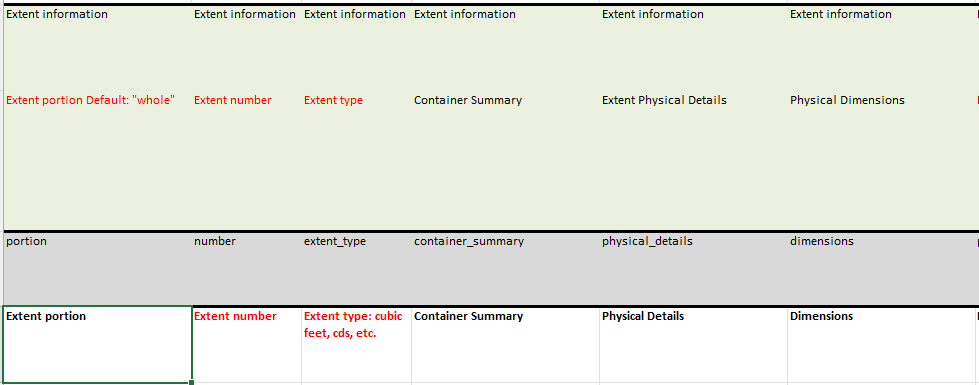 Extent information Extent information Extent information Extent information Extent information Extent information
Extent portion Default: "whole" Extent number Extent type Container Summary Extent Physical Details Physical Dimensions
portion number extent_type container_summary physical_details dimensions
Extent portion Extent number Extent type: cubic Container Summary Physical Details Dimensions
feet, cds, etc.